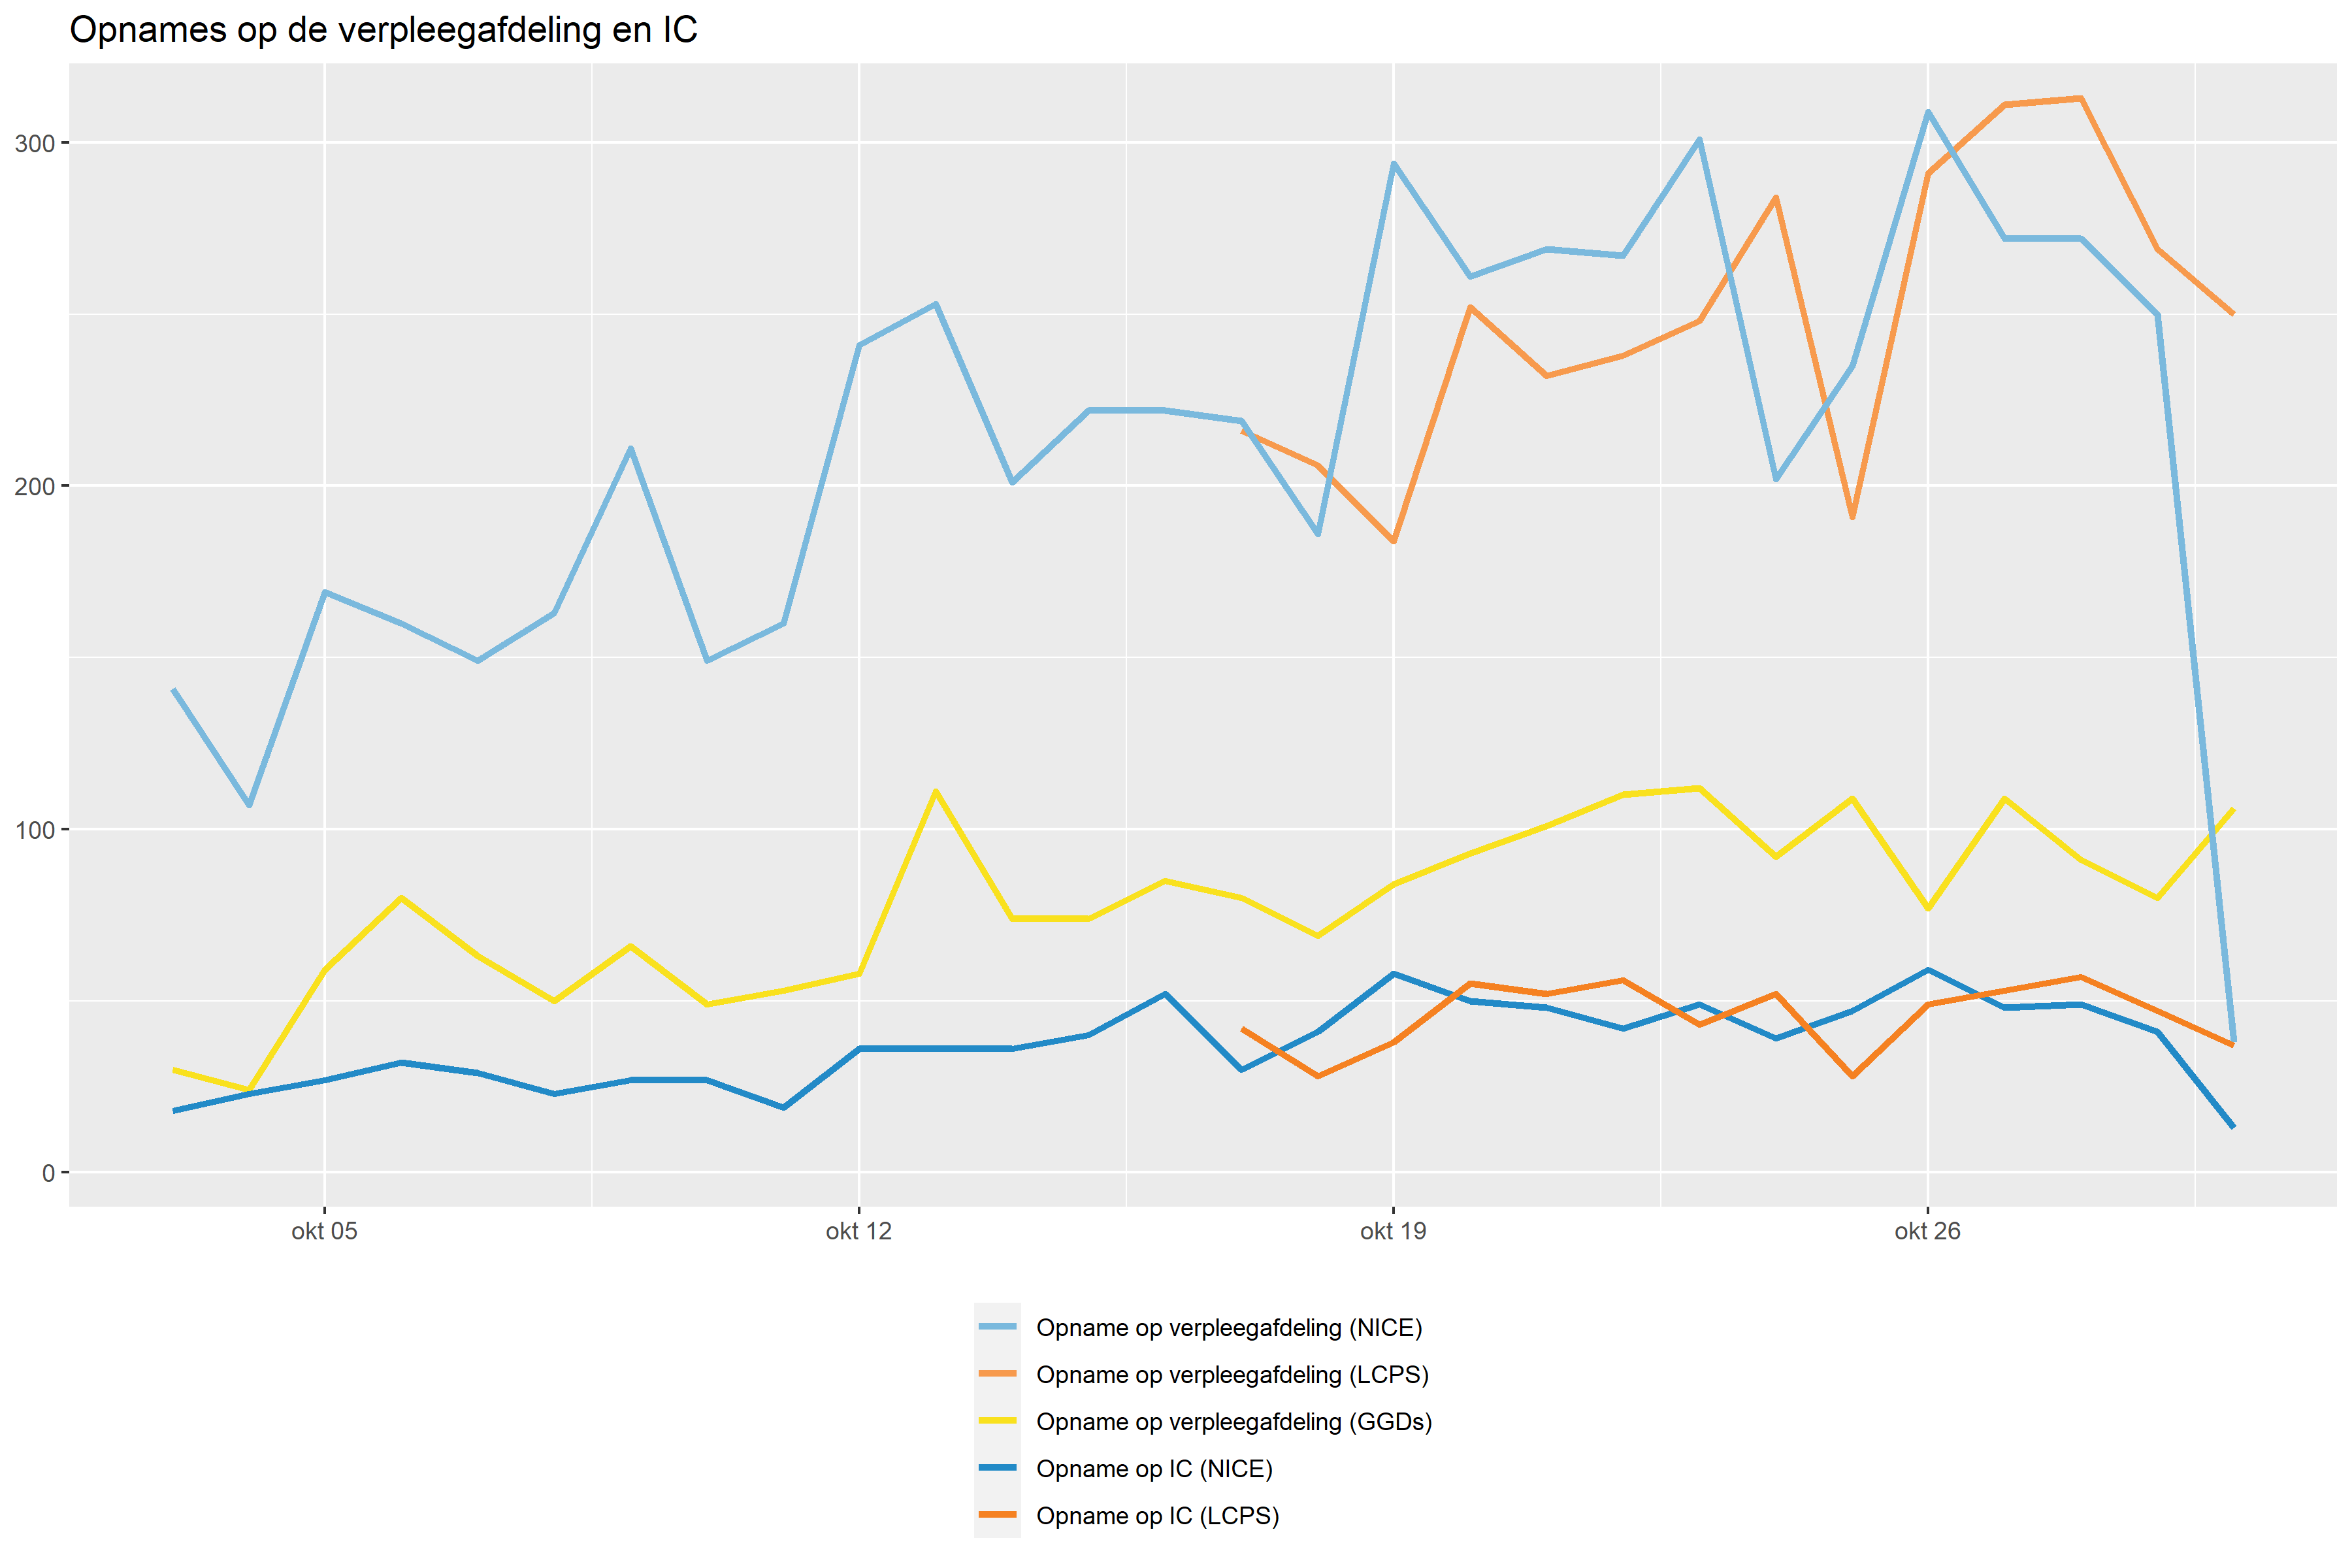 Opnames op de verpleegafdeling en IC
300
200
100
0
okt 05 okt 12 okt 19 okt 26
Opname op verpleegafdeling (NICE)
Opname op verpleegafdeling (LCPS)
Opname op verpleegafdeling (GGDs)
Opname op IC (NICE)
Opname op IC (LCPS)